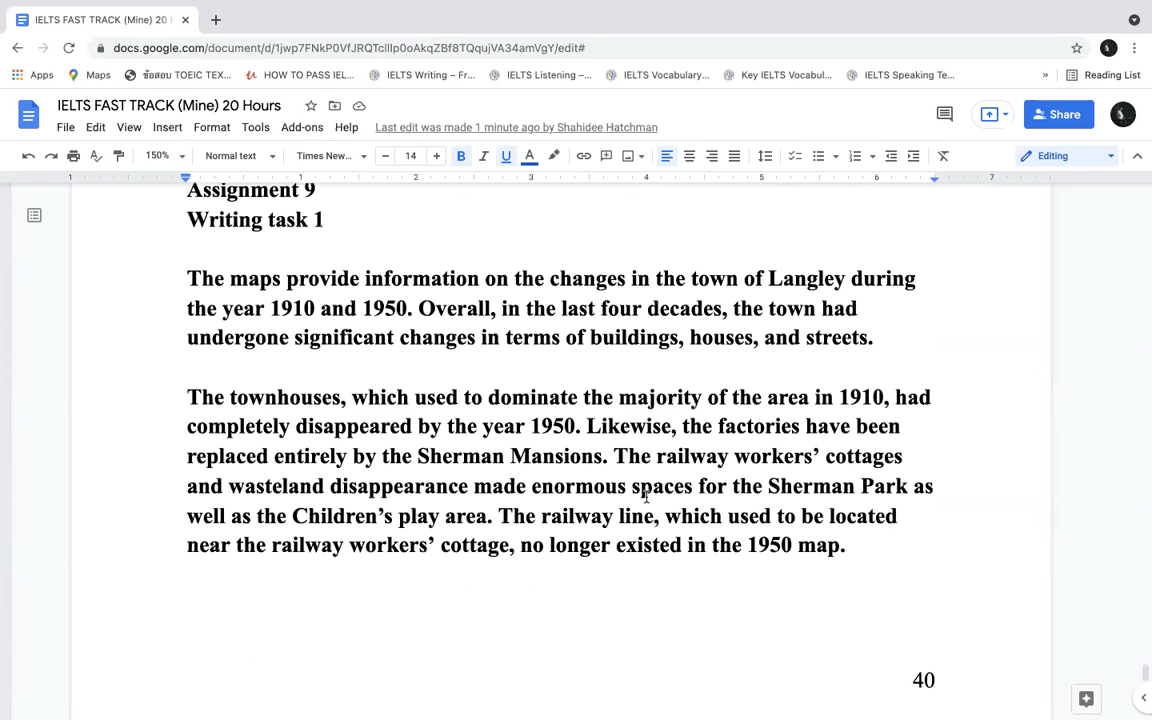 IELTS FAST TRACK (Mine) 20 H
docs.google.com/document/d/1jwp7FNkP0VfJRQTcIlIp0oAkqZBf8TQqujVA34amVgY/edit#
Apps Maps ข้อสอบ TOEIC TEX... HOW TO PASS IEL... IELTS Writing – Fr... IELTS Listening –... IELTS Vocabulary... Key IELTS Vocabul... IELTS Speaking Te... » Reading List
IELTS FAST TRACK (Mine) 20 Hours
Share
File Edit View Insert Format Tools Add-ons Help Last edit was made 1 minute ago by Shahidee Hatchman
150% Normal text Times New... 14 Editing
1 1 2 3 4 5 6 7
Assignment 9
Writing task 1
The maps provide information on the changes in the town of Langley during
the year 1910 and 1950. Overall, in the last four decades, the town had
undergone significant changes in terms of buildings, houses, and streets.
The townhouses, which used to dominate the majority of the area in 1910, had
completely disappeared by the year 1950. Likewise, the factories have been
replaced entirely by the Sherman Mansions. The railway workers’ cottages
and wasteland disappearance made enormous spaces for the Sherman Park as
well as the Children’s play area. The railway line, which used to be located
near the railway workers’ cottage, no longer existed in the 1950 map.
40